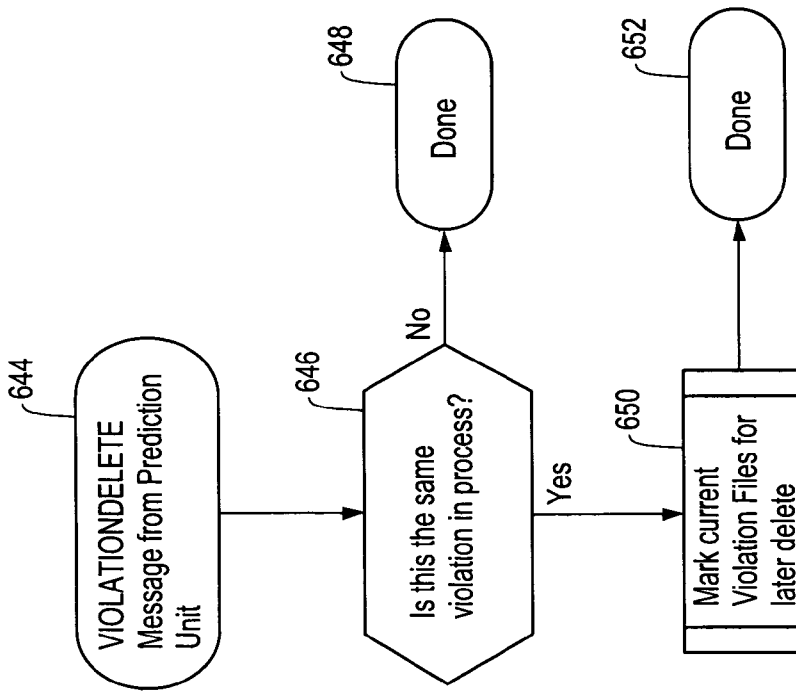 644
VIOLATIONDELETE
Message from Prediction
Unit
646
Is this the same
violation in process?
No
648
Done
Yes
650
Mark current
Violation Files for
later delete
652
Done